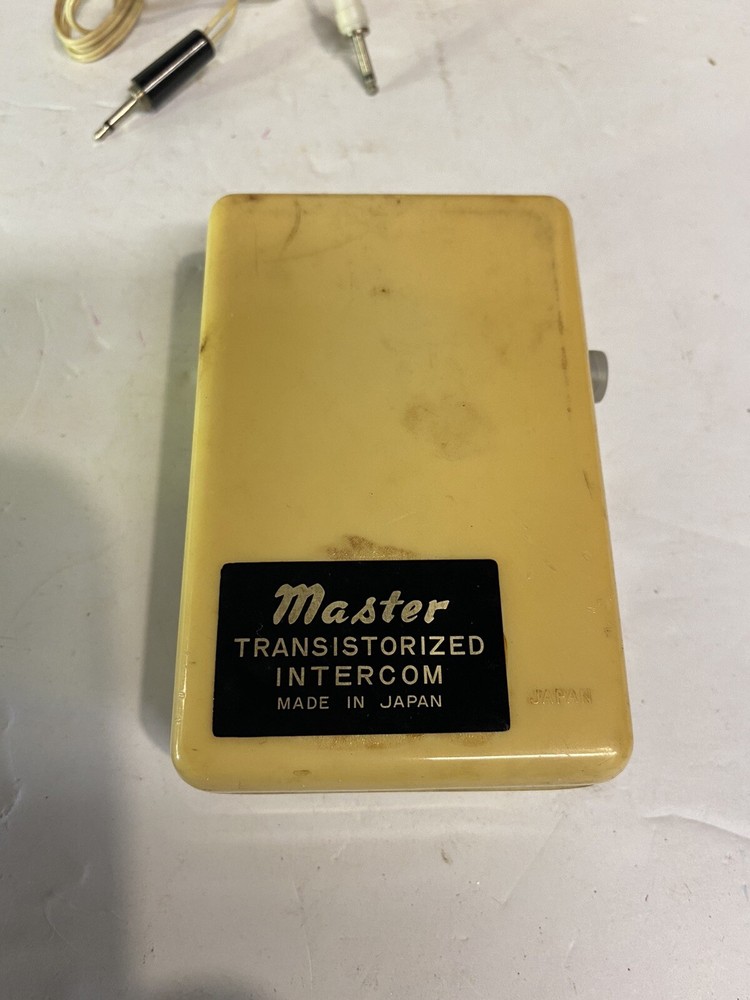 Master
TRANSISTORIZED
INTERCOM
MADE IN JAPAN
JAPAN